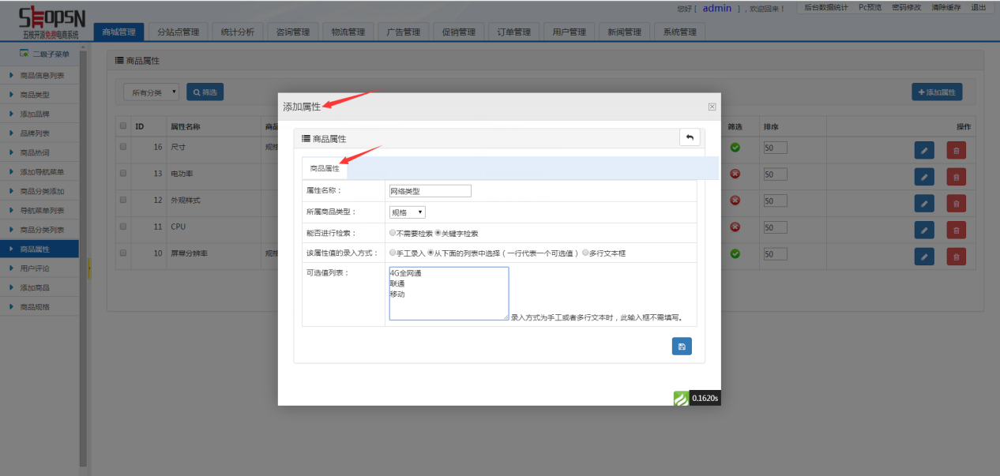 SHOPSN
五核开源免费电商系统
您好 [ admin ] ，欢迎回来！ 后台数据统计 Pc预览 密码修改 清除缓存 退出
商城管理 分站点管理 统计分析 咨询管理 物流管理 广告管理 促销管理 订单管理 用户管理 新闻管理 系统管理
二级子菜单
商品信息列表
商品类型
添加品牌
品牌列表
商品热词
添加导航菜单
商品分类添加
导航菜单列表
商品分类列表
商品属性
用户评论
添加商品
商品规格
商品属性
所有分类 筛选 添加属性
ID 属性名称 商品 筛选 排序 操作
16 尺寸 规格 50
13 电功率 50
12 外观样式 50
11 CPU 50
10 屏幕分辨率 规格 50
添加属性
商品属性
商品属性
属性名称： 网络类型
所属商品类型： 规格
能否进行检索： 不需要检索 关键字检索
该属性值的录入方式： 手工录入 从下面的列表中选择（一行代表一个可选值） 多行文本框
可选值列表： 4G全网通
联通
移动
录入方式为手工或者多行文本时，此输入框不需填写。
0.1620s